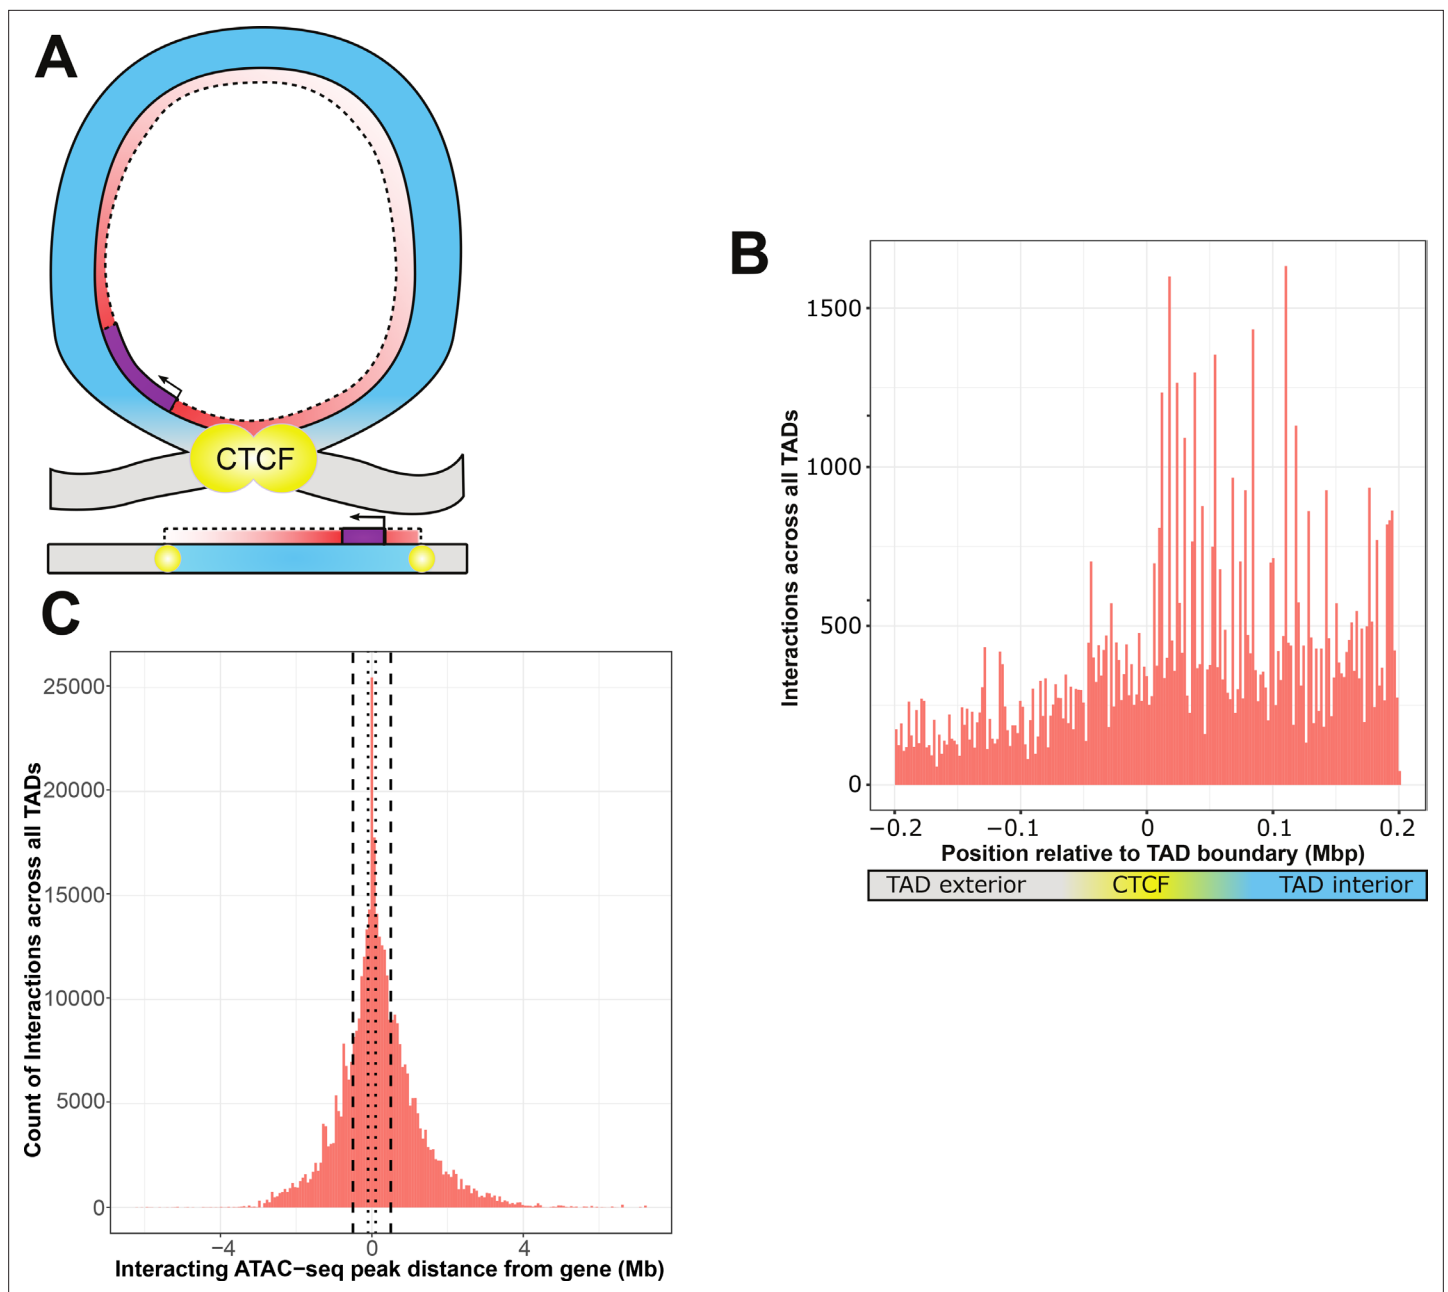 A
CTCF
B
Interactions across all TADs
1500
1000
500
0
−0.2
−0.1
0
0.1
0.2
Position relative to TAD boundary (Mbp)
TAD exterior
CTCF
TAD interior
C
Count of Interactions across all TADs
25000
20000
15000
10000
5000
0
−4
0
4
Interacting ATAC−seq peak distance from gene (Mb)